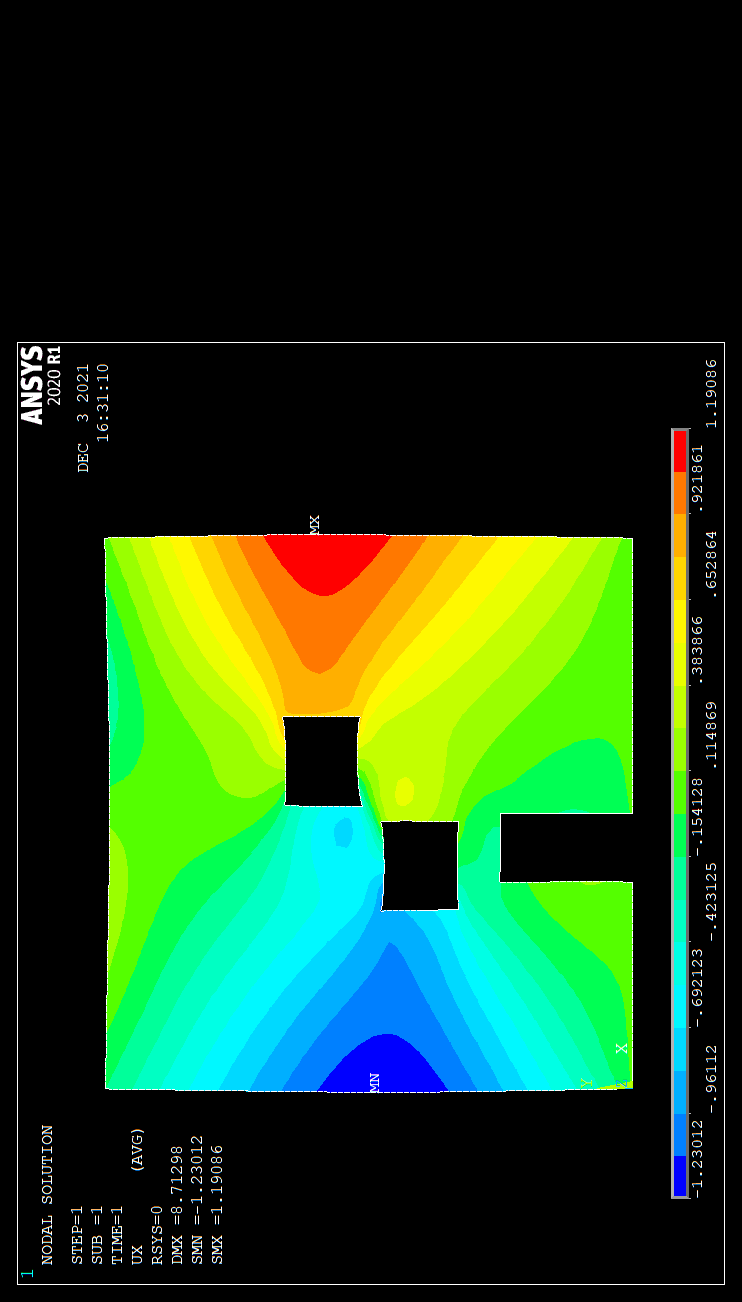 1
NODAL SOLUTION
STEP=1
SUB =1
TIME=1
UX (AVG)
RSYS=0
DMX =8.71298
SMN =-1.23012
SMX =1.19086
ANSYS
2020 R1
DEC 3 2021
16:31:10
MN
MX
Y
Z X
-1.23012
-.96112
-.692123
-.423125
-.154128
.114869
.383866
.652864
.921861
1.19086